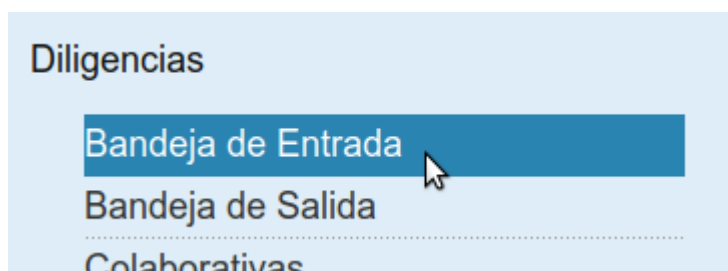 Diligencias
Bandeja de Entrada
Bandeja de Salida
Colaborativas